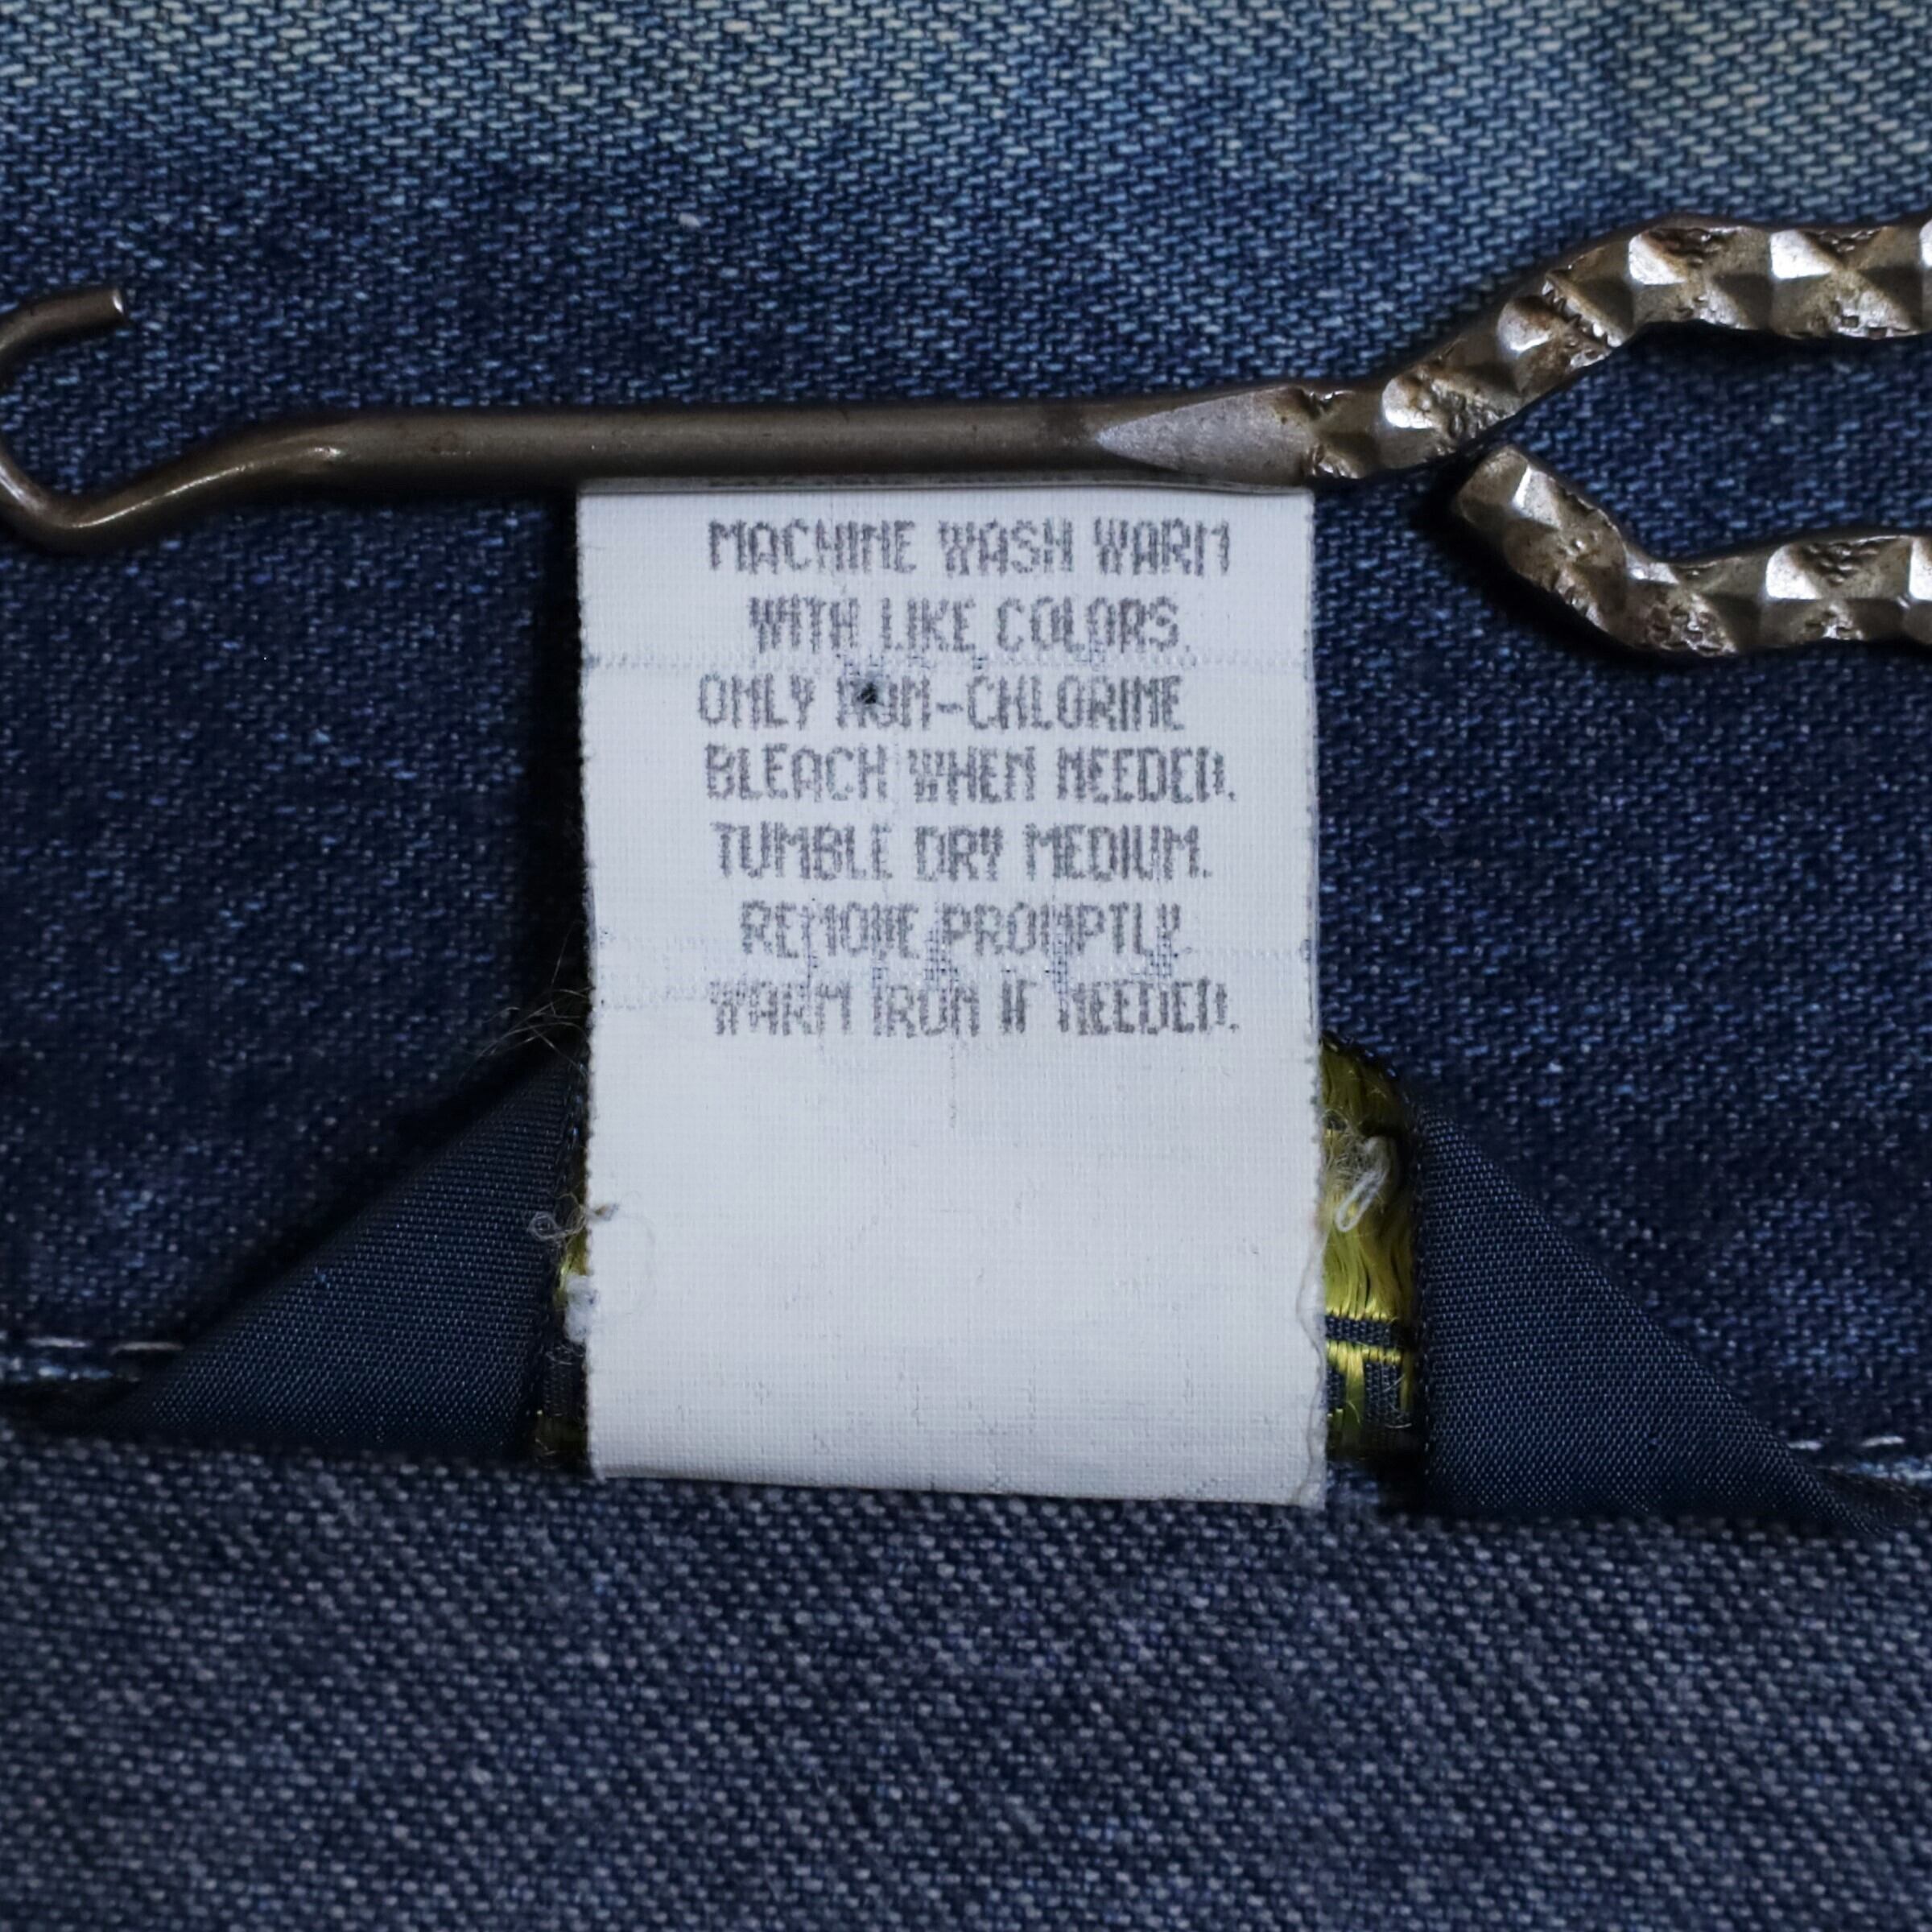 MACHINE WASH WARM
WITH LIKE COLORS.
ONLY NON-CHLORINE
BLEACH WHEN NEEDED.
TUMBLE DRY MEDIUM.
REMOVE PROMPTLY.
WARM IRON IF NEEDED.